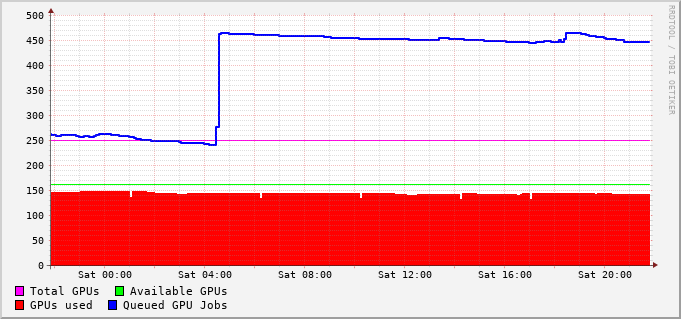 500
450
400
350
300
250
200
150
100
50
0
Sat 00:00 Sat 04:00 Sat 08:00 Sat 12:00 Sat 16:00 Sat 20:00
Total GPUs Available GPUs
GPUs used Queued GPU Jobs
RRDTOOL / TOBI OETIKER